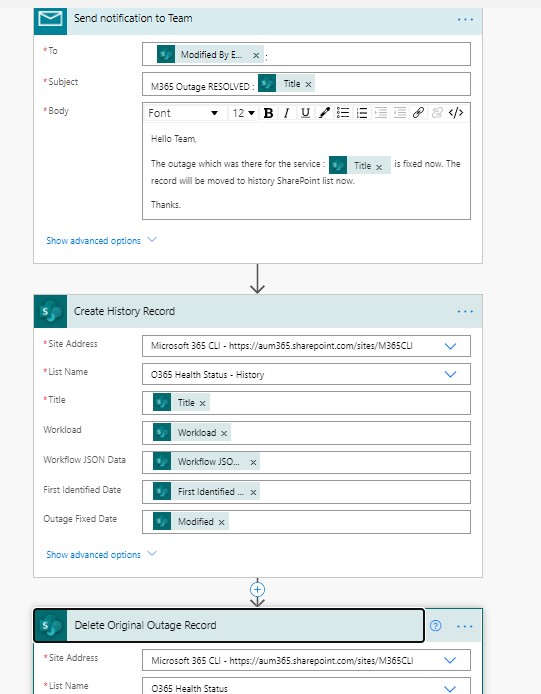 Send notification to Team
...
* To
Modified By E... x ;
* Subject
M365 Outage RESOLVED : Title x
* Body
Font 12 B I U </>
Hello Team,
The outage which was there for the service : Title x is fixed now. The
record will be moved to history SharePoint list now.
Thanks.
Show advanced options
S Create History Record ...
* Site Address
Microsoft 365 CLI - https://aum365.sharepoint.com/sites/M365CLI
* List Name
O365 Health Status - History
* Title
Title x
Workload
Workload x
Workflow JSON Data
Workflow JSO... x
First Identified Date
First Identified ... x
Outage Fixed Date
Modified x
Show advanced options
S Delete Original Outage Record ? ...
* Site Address
Microsoft 365 CLI - https://aum365.sharepoint.com/sites/M365CLI
* List Name
O365 Health Status